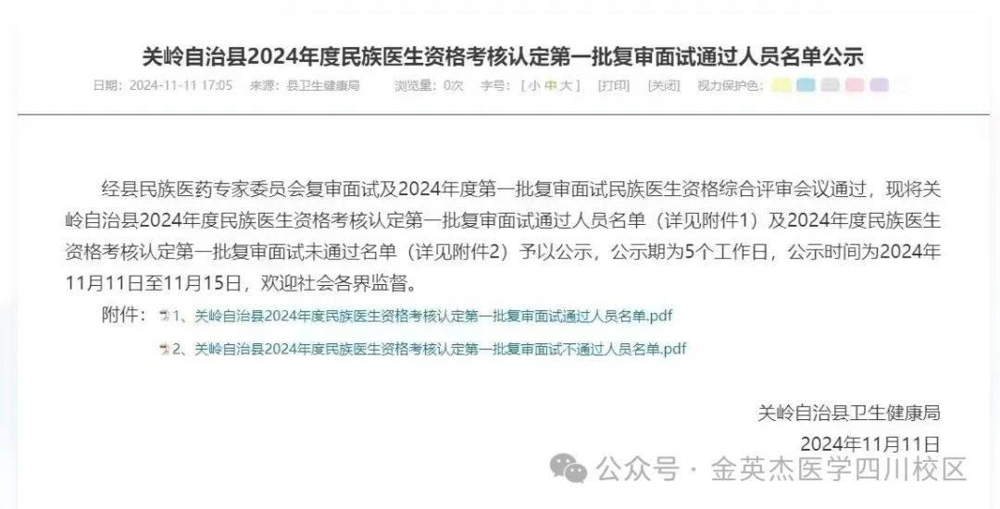 关岭自治县2024年度民族医生资格考核认定第一批复审面试通过人员名单公示
日期：2024-11-11 17:05 来源：县卫生健康局 浏览量：0次 字号：[ 小 中 大 ] [打印] [关闭] 视力保护色：
经县民族医药专家委员会复审面试及2024年度第一批复审面试民族医生资格综合评审会议通过，现将关
岭自治县2024年度民族医生资格考核认定第一批复审面试通过人员名单（详见附件1）及2024年度民族医生
资格考核认定第一批复审面试未通过名单（详见附件2）予以公示，公示期为5个工作日，公示时间为2024年
11月11日至11月15日，欢迎社会各界监督。
附件： 1、关岭自治县2024年度民族医生资格考核认定第一批复审面试通过人员名单.pdf
2、关岭自治县2024年度民族医生资格考核认定第一批复审面试不通过人员名单.pdf
关岭自治县卫生健康局
2024年11月11日
公众号 · 金英杰医学四川校区